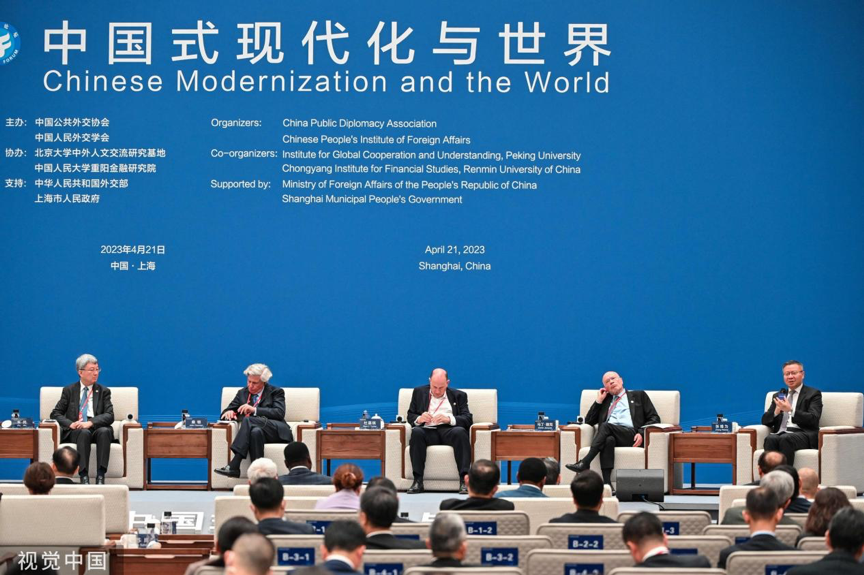 FORUM
中国式现代化与世界
Chinese Modernization and the World
主办： 中国公共外交协会
中国人民外交学会
协办： 北京大学中外人文交流研究基地
中国人民大学重阳金融研究院
支持： 中华人民共和国外交部
上海市人民政府
Organizers: China Public Diplomacy Association
Chinese People's Institute of Foreign Affairs
Co-organizers: Institute for Global Cooperation and Understanding, Peking University
Chongyang Institute for Financial Studies, Renmin University of China
Supported by: Ministry of Foreign Affairs of the People's Republic of China
Shanghai Municipal People's Government
2023年4月21日
中国·上海
April 21, 2023
Shanghai, China
B-1-2
B-2-2
B-3-1
B-3-2
视觉中国